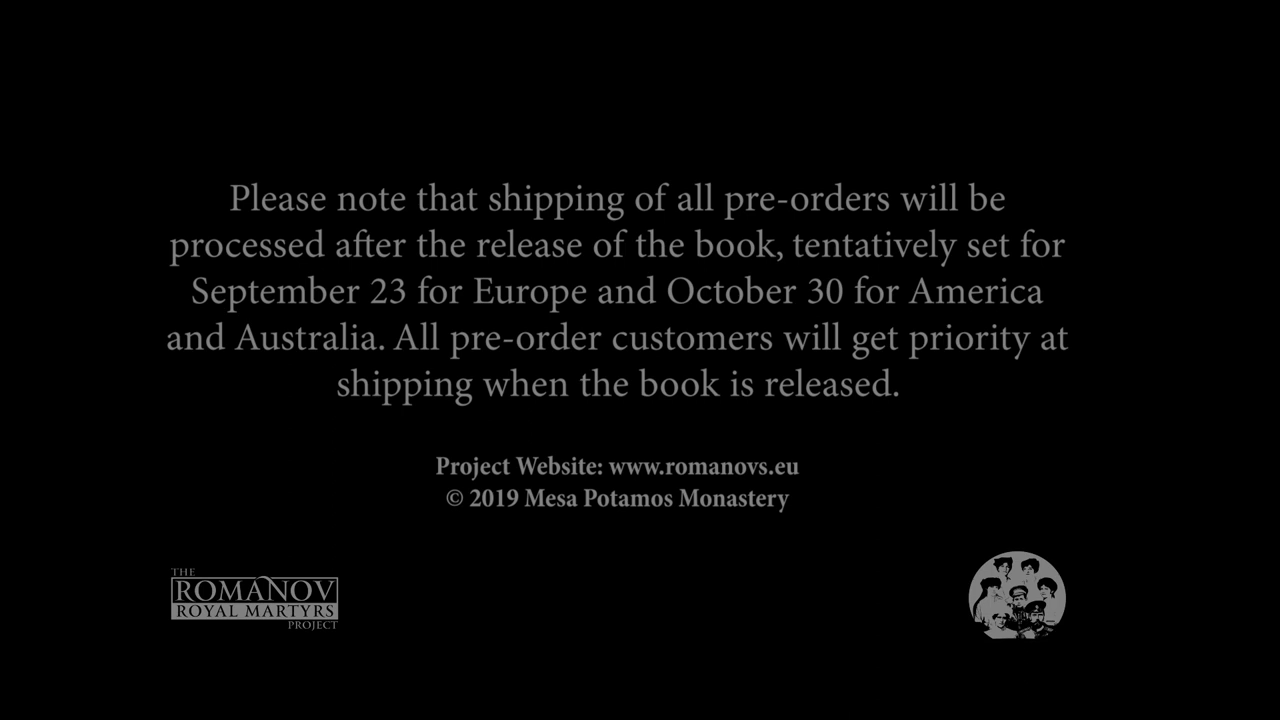 Please note that shipping of all pre-orders will be
processed after the release of the book, tentatively set for
September 23 for Europe and October 30 for America
and Australia. All pre-order customers will get priority at
shipping when the book is released.
Project Website: www.romanovs.eu
© 2019 Mesa Potamos Monastery
THE
ROMANOV
ROYAL MARTYRS
PROJECT